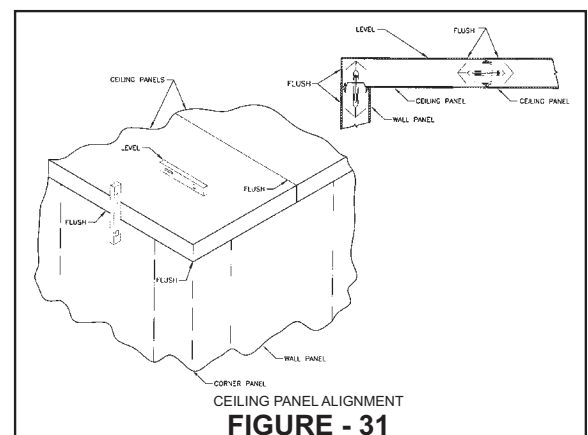 LEVEL
FLUSH
FLUSH
CEILING PANEL
CEILING PANEL
WALL PANEL
CEILING PANELS
LEVEL
FLUSH
FLUSH
FLUSH
WALL PANEL
CORNER PANEL
CEILING PANEL ALIGNMENT
FIGURE - 31